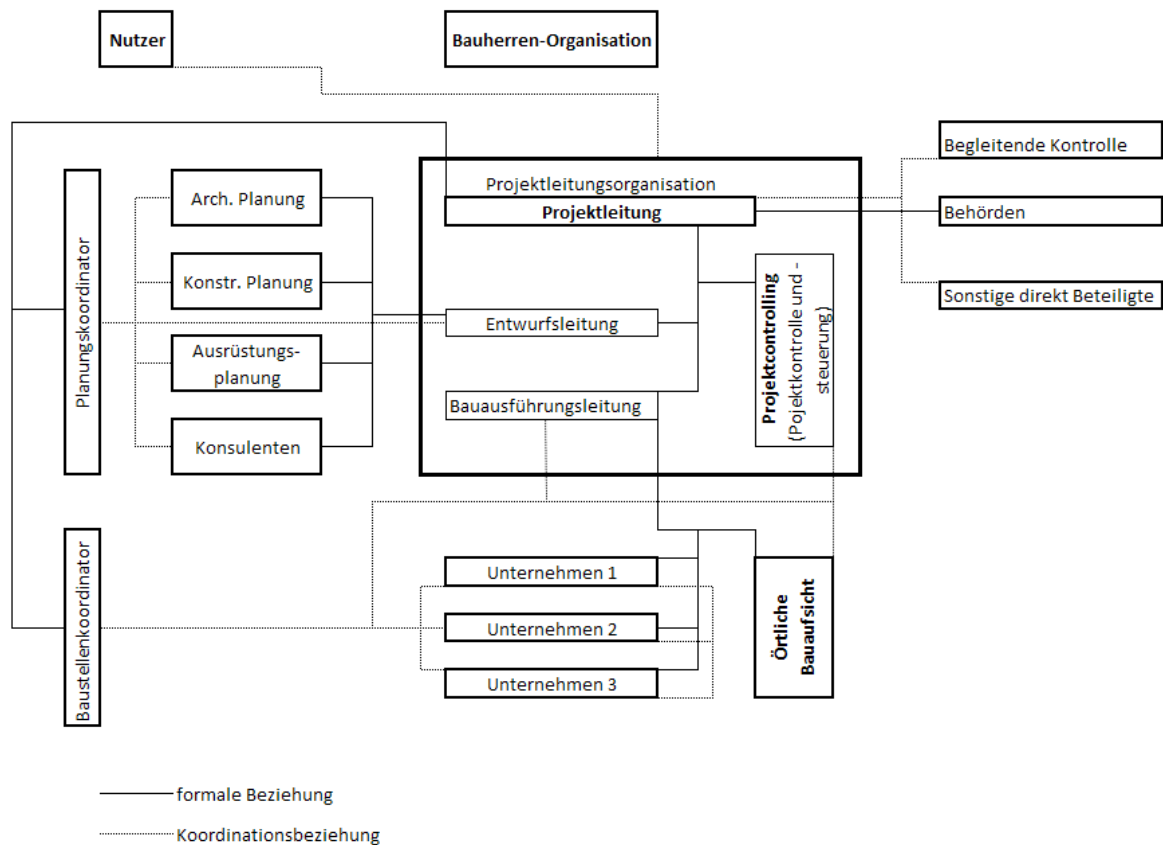 Nutzer
Bauherren-Organisation
Begleitende Kontrolle
Projektleitungsorganisation
Arch. Planung
Projektleitung
Behörden
Planungskoordinator
Konstr. Planung
Projektcontrolling
(Pojektkontrolle und -
steuerung)
Sonstige direkt Beteiligte
Entwurfsleitung
Ausrüstungs-
planung
Bauausführungsleitung
Konsulenten
Baustellenkoordinator
Unternehmen 1
Unternehmen 2
Unternehmen 3
Örtliche
Bauaufsicht
formale Beziehung
Koordinationsbeziehung